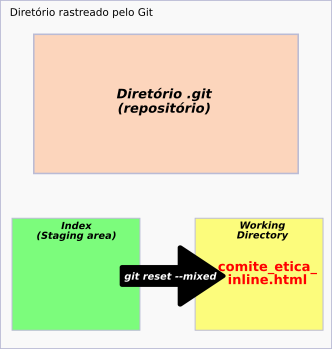 Diretório rastreado pelo Git
Diretório .git
(repositório)
Index
(Staging area)
Working
Directory
git reset --mixed
comite_etica_
inline.html